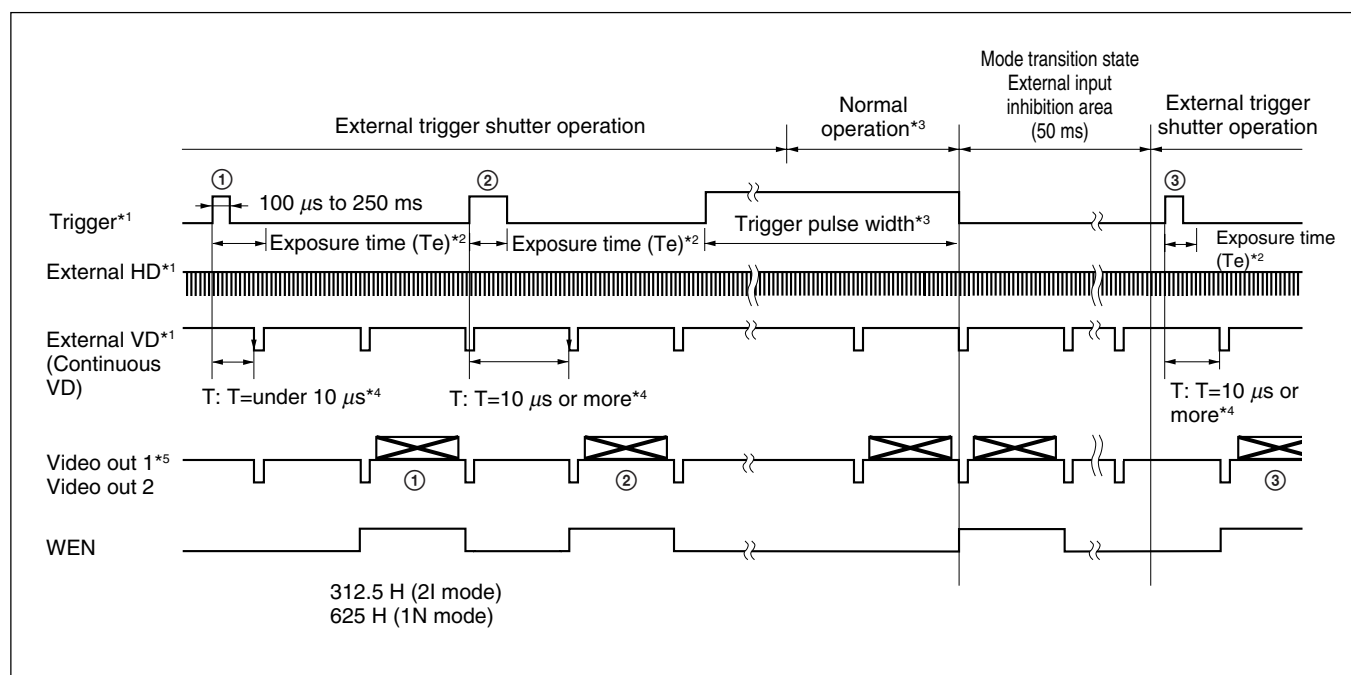 Mode transition state
External input
inhibition area
(50 ms)
Normal
operation*3
External trigger shutter operation
External trigger
shutter operation
①
②
③
Trigger*1
100 μs to 250 ms
Exposure time (Te)*2
Exposure time (Te)*2
Trigger pulse width*3
Exposure time
(Te)*2
External HD*1
External VD*1
(Continuous
VD)
T: T=under 10 μs*4
T: T=10 μs or more*4
T: T=10 μs or
more*4
Video out 1*5
Video out 2
①
②
③
WEN
312.5 H (2I mode)
625 H (1N mode)